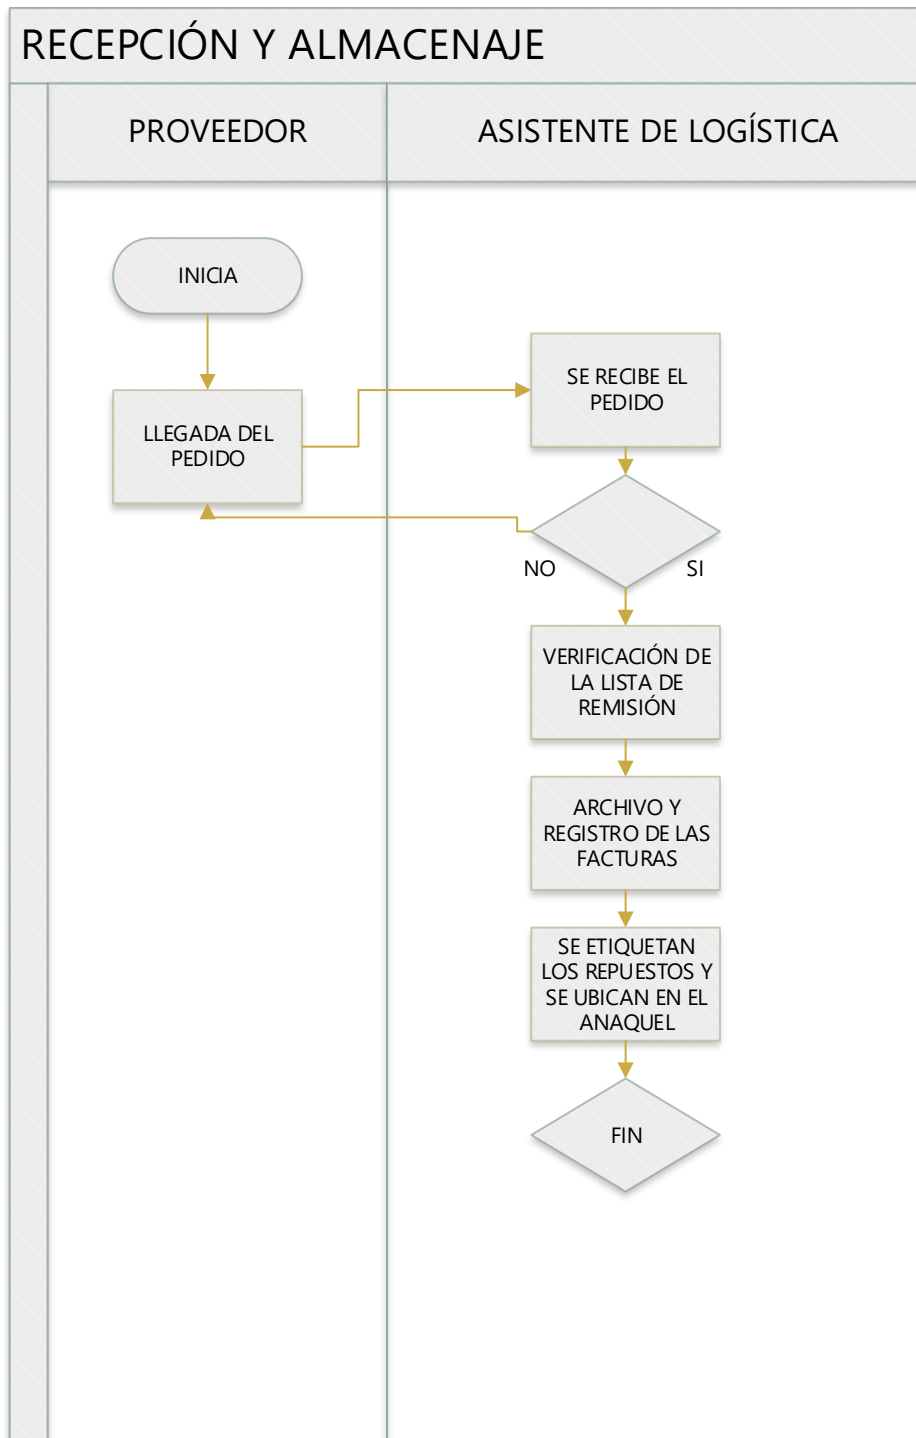 RECEPCIÓN Y ALMACENAJE
PROVEEDOR
ASISTENTE DE LOGÍSTICA
INICIA
LLEGADA DEL
PEDIDO
SE RECIBE EL
PEDIDO
NO
SI
VERIFICACIÓN DE
LA LISTA DE
REMISIÓN
ARCHIVO Y
REGISTRO DE LAS
FACTURAS
SE ETIQUETAN
LOS REPUESTOS Y
SE UBICAN EN EL
ANAQUEL
FIN